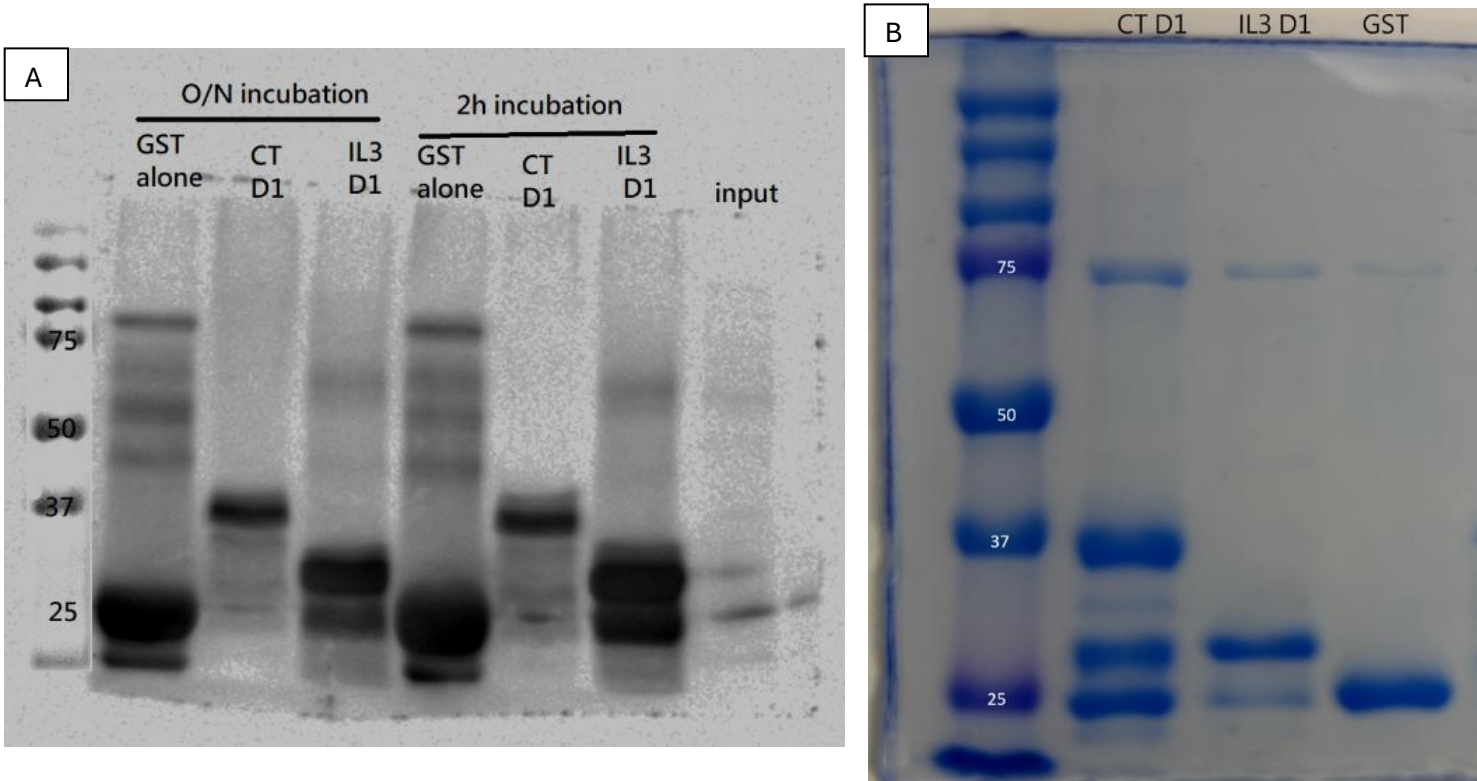 A
O/N incubation
2h incubation
GST
alone
CT
D1
IL3
D1
GST
alone
CT
D1
IL3
D1
input
75
50
37
25
B
CT D1
IL3 D1
GST
75
50
37
25